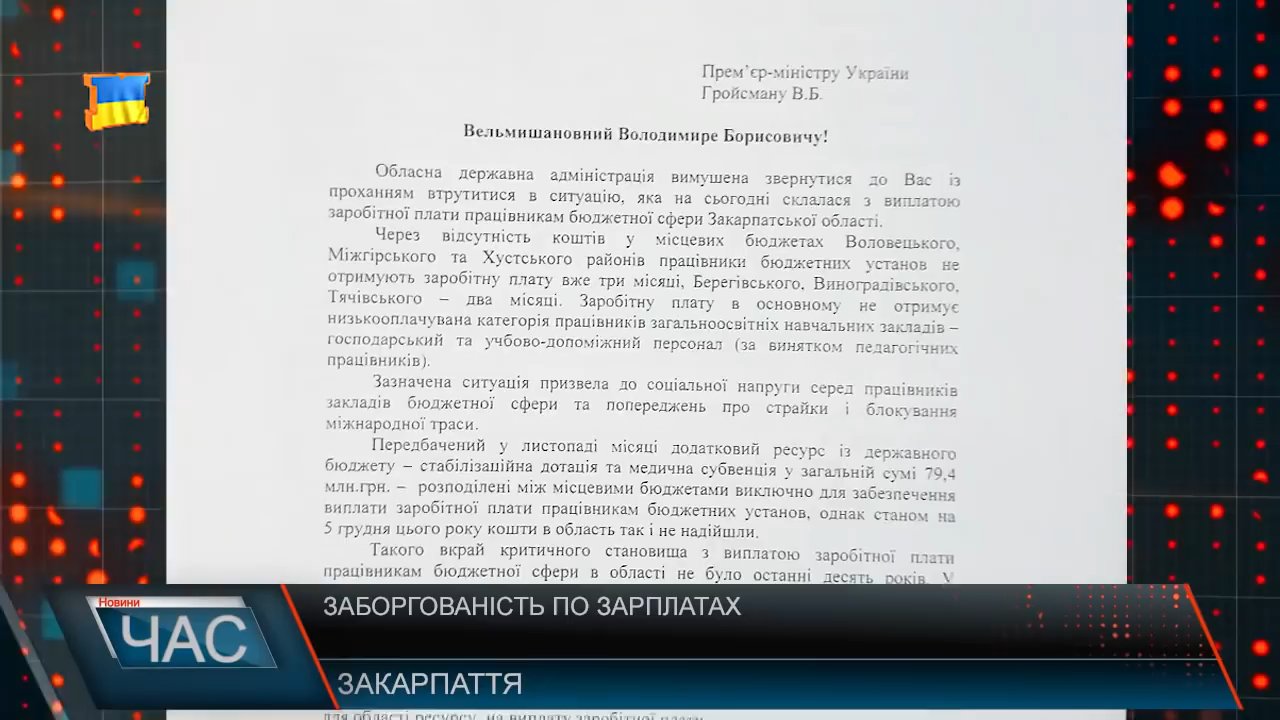 Прем’єр-міністру України
Гройсману В.Б.
Вельмишановний Володимире Борисовичу!
Обласна державна адміністрація вимушена звернутися до Вас із
проханням втрутитися в ситуацію, яка на сьогодні склалася з виплатою
заробітної плати працівникам бюджетної сфери Закарпатської області.
Через відсутність коштів у місцевих бюджетах Воловецького,
Міжгірського та Хустського районів працівники бюджетних установ не
отримують заробітну плату вже три місяці, Берегівського, Виноградівського,
Тячівського – два місяці. Заробітну плату в основному не отримує
низькооплачувана категорія працівників загальноосвітніх навчальних закладів –
господарський та учбово-допоміжний персонал (за винятком педагогічних
працівників).
Зазначена ситуація призвела до соціальної напруги серед працівників
закладів бюджетної сфери та попереджень про страйки і блокування
міжнародної траси.
Передбачений у листопаді місяці додатковий ресурс із державного
бюджету – стабілізаційна дотація та медична субвенція у загальній сумі 79,4
млн.грн. – розподілені між місцевими бюджетами виключно для забезпечення
виплати заробітної плати працівникам бюджетних установ, однак станом на
5 грудня цього року кошти в область так і не надійшли.
Такого вкрай критичного становища з виплатою заробітної плати
працівникам бюджетної сфери в області не було останні десять років. У
Новини
ЧАС
ЗАБОРГОВАНІСТЬ ПО ЗАРПЛАТАХ
ЗАКАРПАТТЯ
для області ресурсу, на виплату заробітної плати